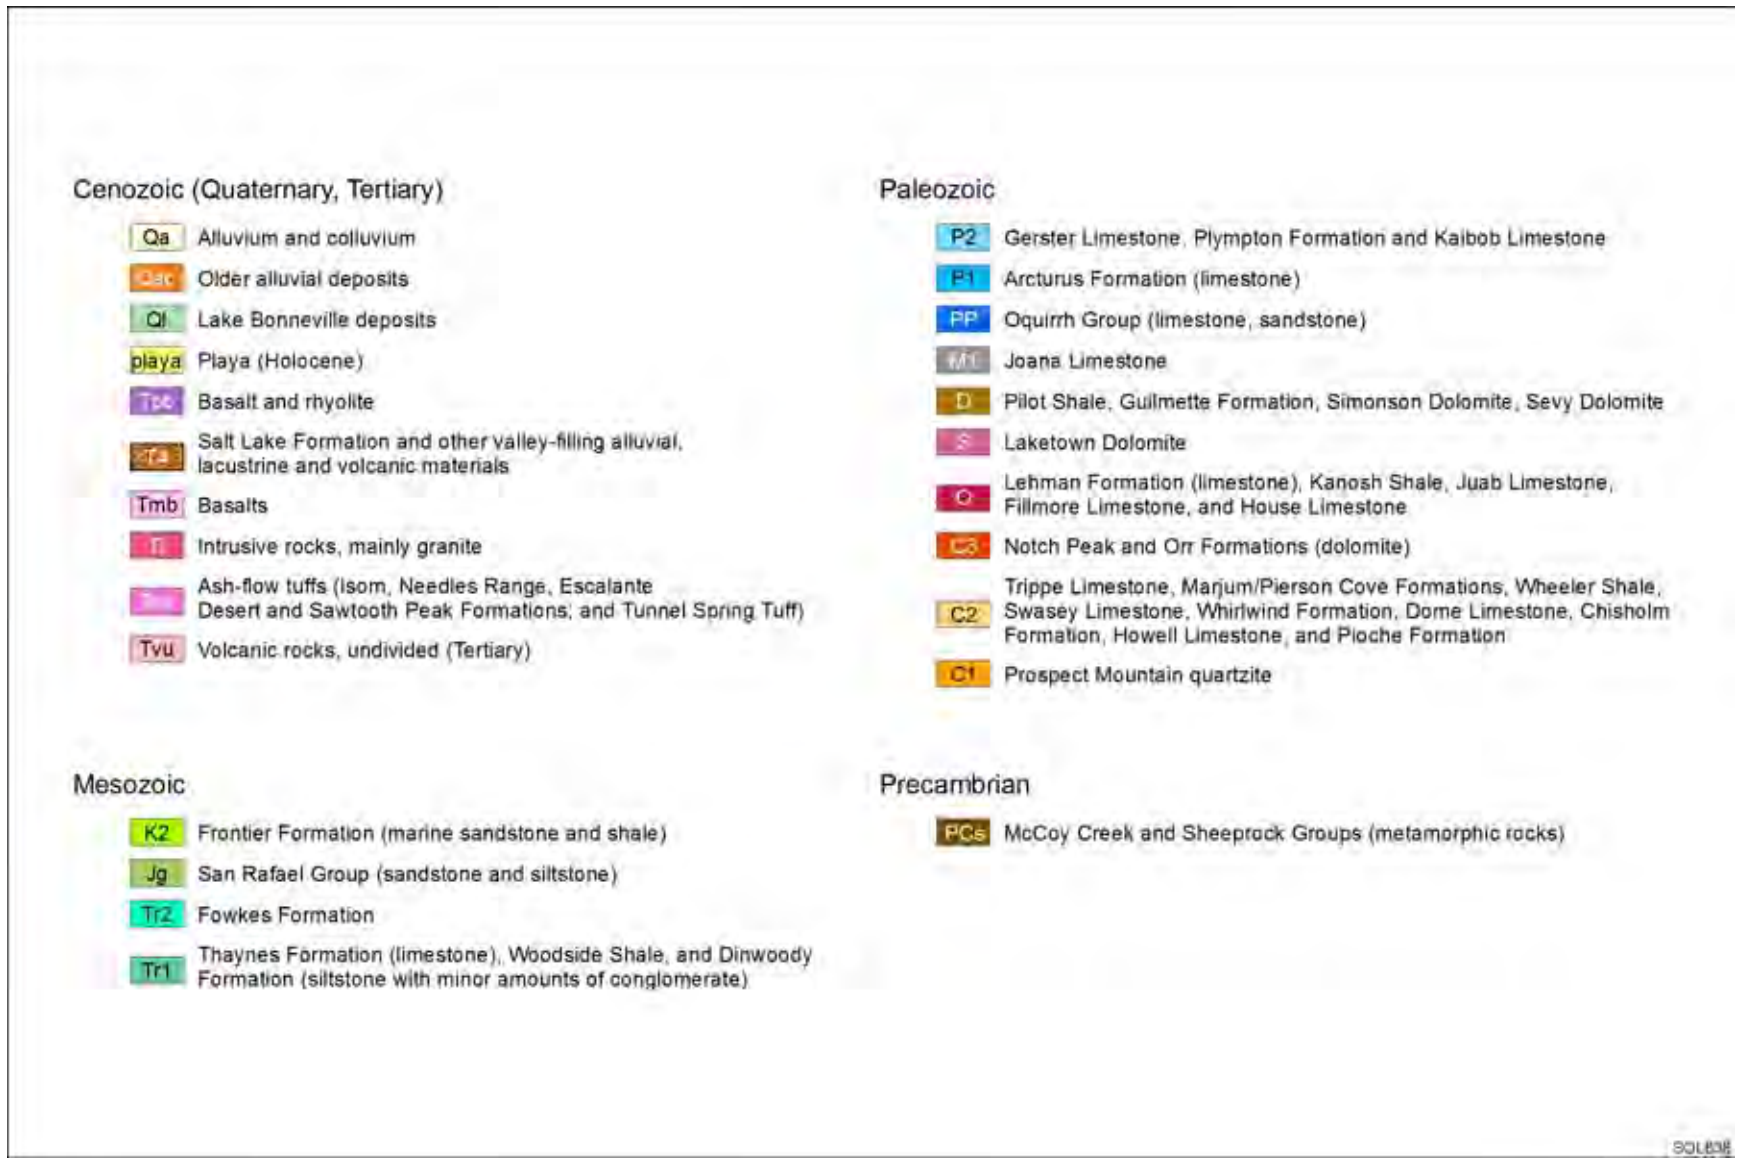 Cenozoic (Quaternary, Tertiary)
Qa Alluvium and colluvium
Older alluvial deposits
Ql Lake Bonneville deposits
playa Playa (Holocene)
Basalt and rhyolite
Ta Salt Lake Formation and other valley-filling alluvial,
lacustrine and volcanic materials
Tmb Basalts
Intrusive rocks, mainly granite
Ash-flow tuffs (Isom, Needles Range, Escalante
Desert and Sawtooth Peak Formations, and Tunnel Spring Tuff)
Tvu Volcanic rocks, undivided (Tertiary)
Mesozoic
K2 Frontier Formation (marine sandstone and shale)
Jg San Rafael Group (sandstone and siltstone)
Tr2 Fowkes Formation
Tr1 Thaynes Formation (limestone), Woodside Shale, and Dinwoody
Formation (siltstone with minor amounts of conglomerate)
Paleozoic
P2 Gerster Limestone, Plympton Formation and Kaibob Limestone
P1 Arcturus Formation (limestone)
PP Oquirrh Group (limestone, sandstone)
M1 Joana Limestone
D Pilot Shale, Guilmette Formation, Simonson Dolomite, Sevy Dolomite
S Laketown Dolomite
O Lehman Formation (limestone), Kanosh Shale, Juab Limestone,
Fillmore Limestone, and House Limestone
C3 Notch Peak and Orr Formations (dolomite)
Trippe Limestone, Marjum/Pierson Cove Formations, Wheeler Shale,
C2 Swasey Limestone, Whirlwind Formation, Dome Limestone, Chisholm
Formation, Howell Limestone, and Pioche Formation
C1 Prospect Mountain quartzite
Precambrian
PCs McCoy Creek and Sheeprock Groups (metamorphic rocks)